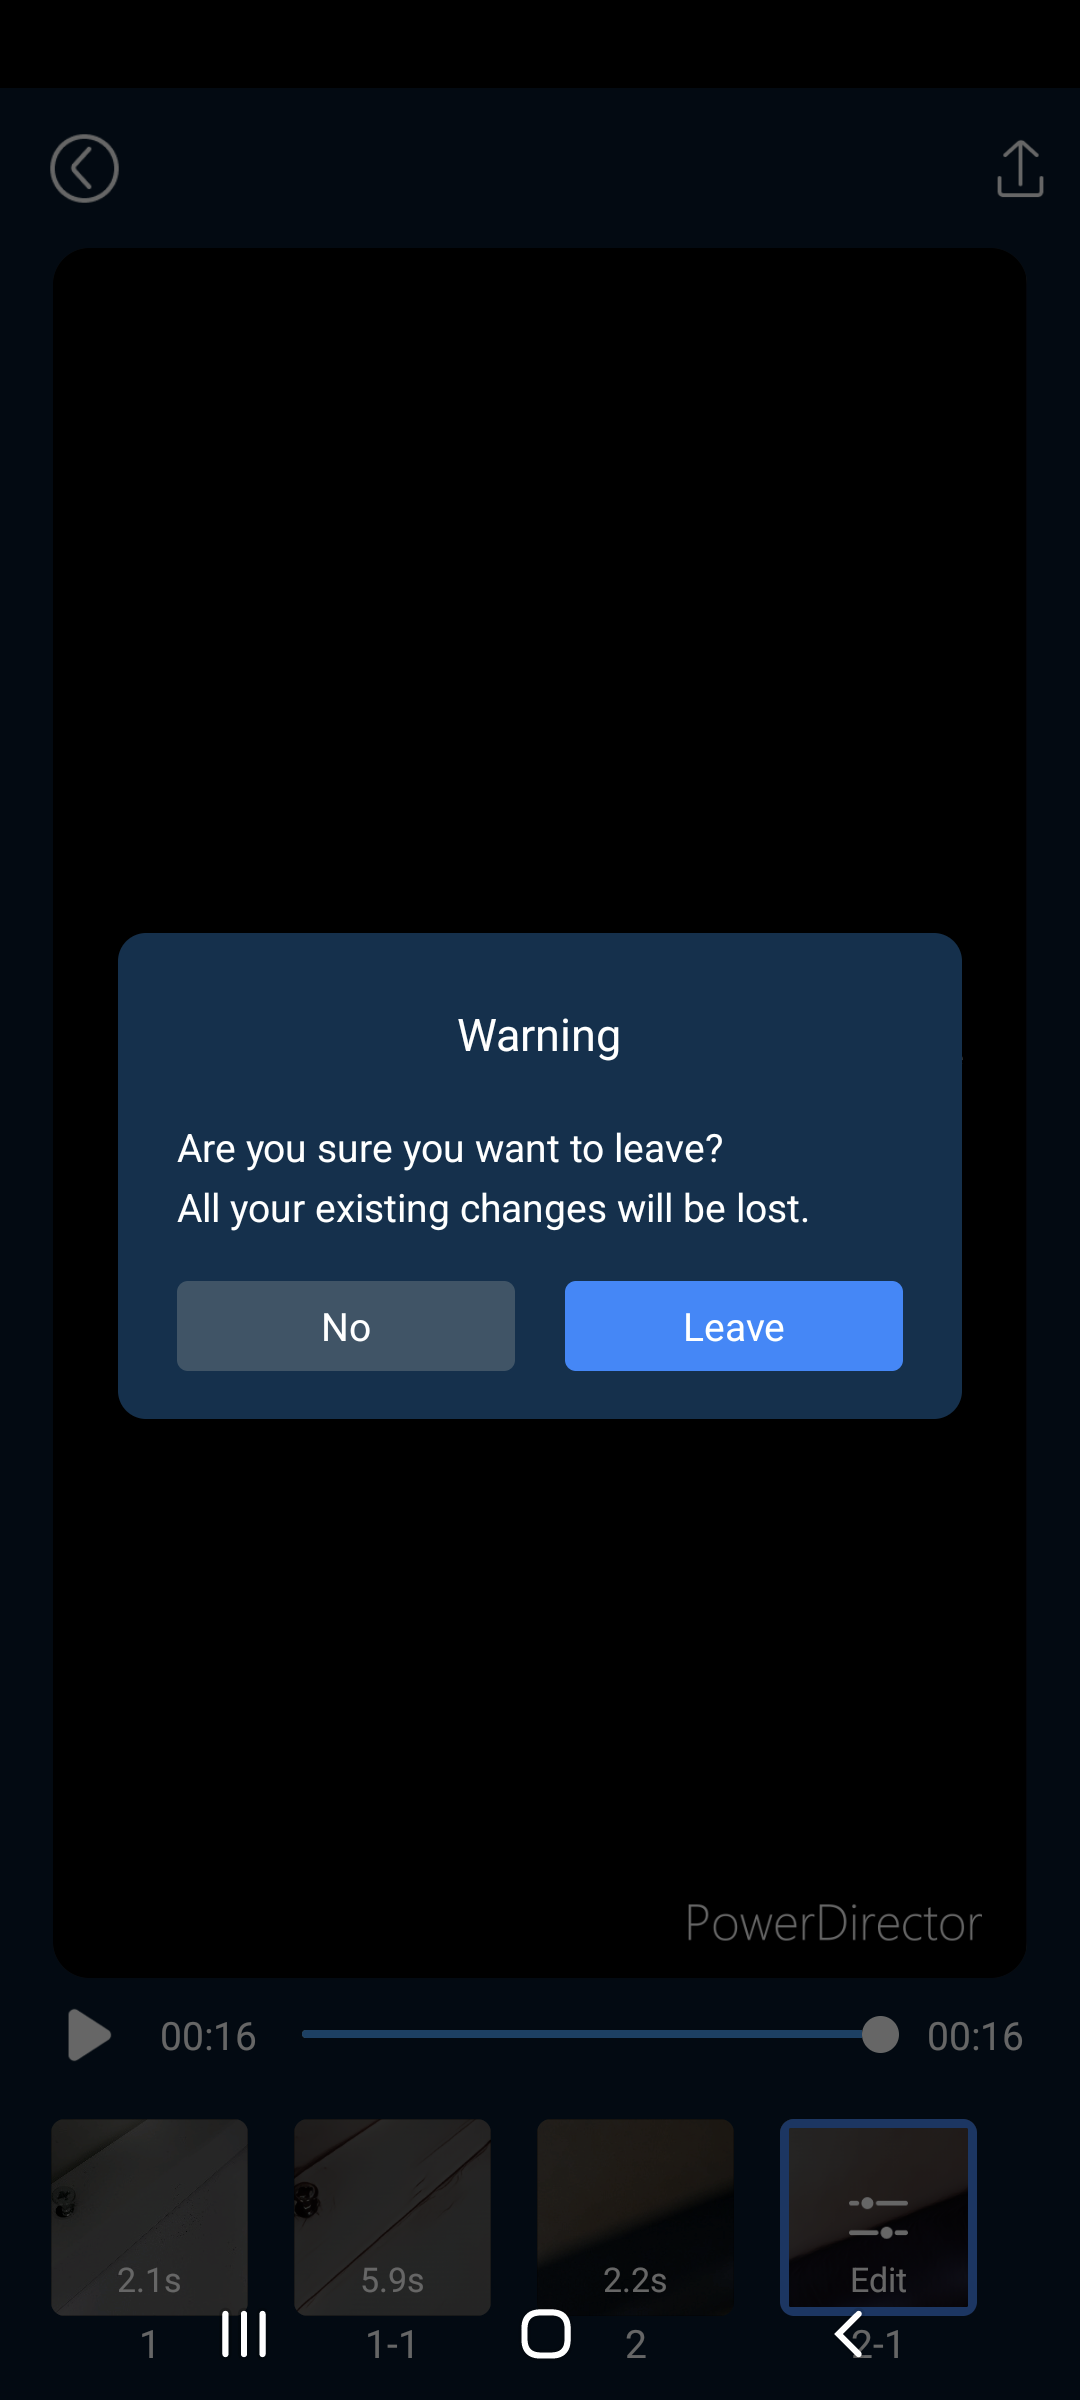 Warning
Are you sure you want to leave?
All your existing changes will be lost.
No
Leave
PowerDirector
00:16
00:16
2.1s
5.9s
2.2s
Edit
1
1-1
2
2-1